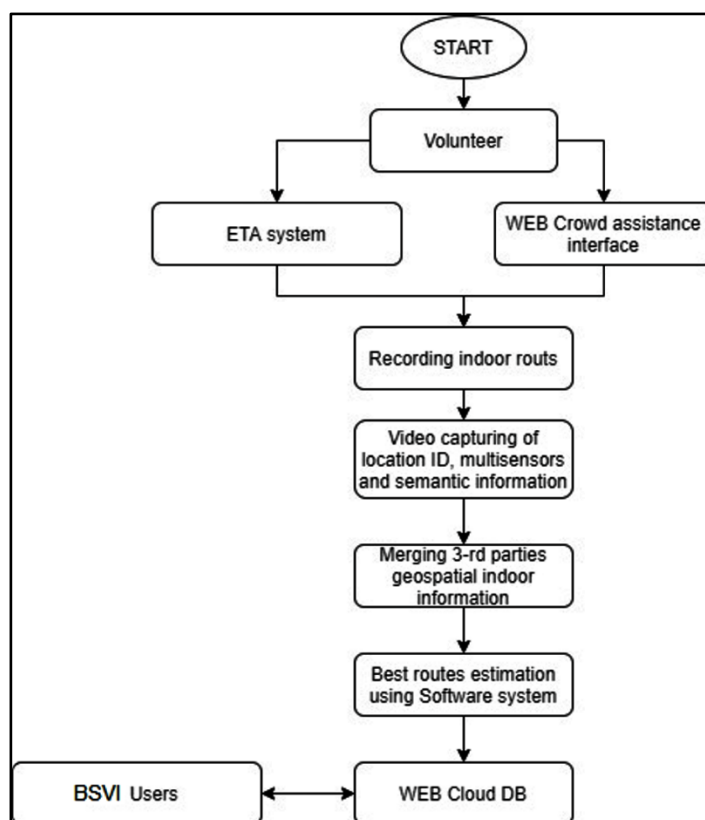 START
Volunteer
ETA system
WEB Crowd assistance
interface
Recording indoor routs
Video capturing of
location ID, multisensors
and semantic information
Merging 3-rd parties
geospatial indoor
information
Best routes estimation
using Software system
BSVI Users
WEB Cloud DB